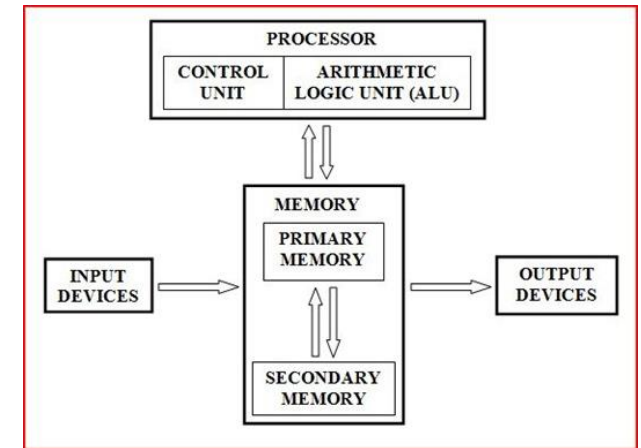 PROCESSOR
CONTROL
UNIT
ARITHMETIC
LOGIC UNIT (ALU)
MEMORY
PRIMARY
MEMORY
INPUT
DEVICES
OUTPUT
DEVICES
SECONDARY
MEMORY